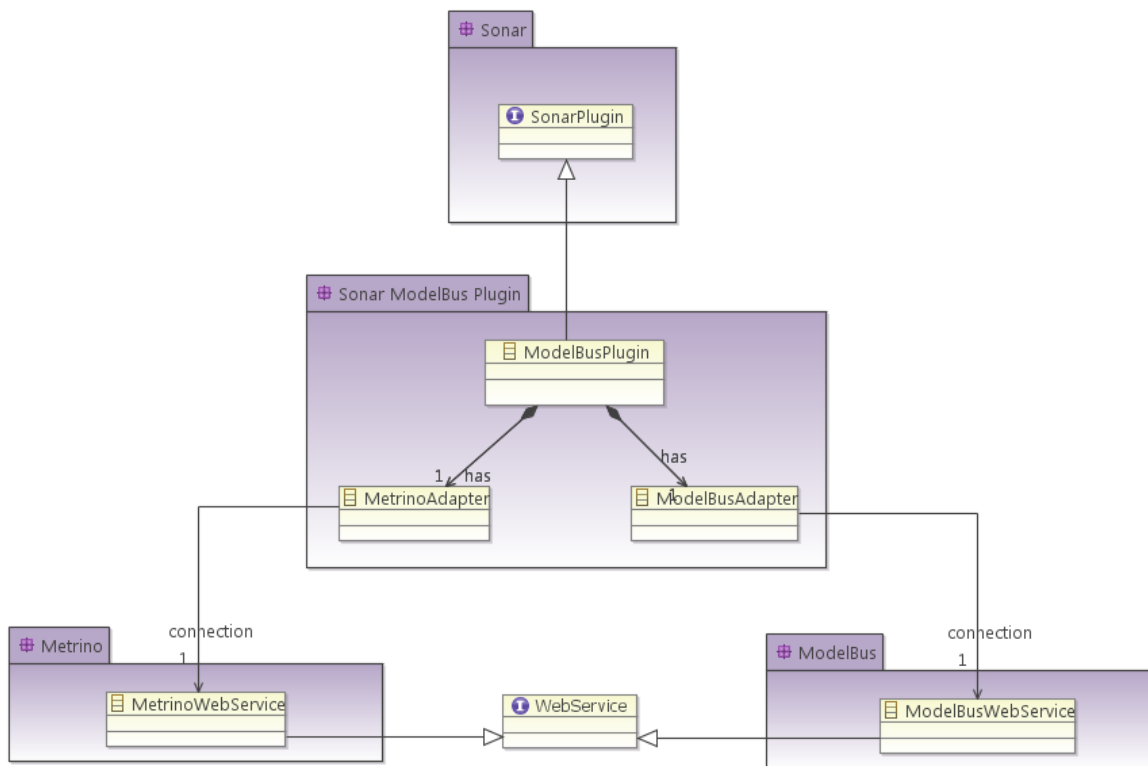 Sonar
SonarPlugin
Sonar ModelBus Plugin
ModelBusPlugin
1 has
has
1
MetrinoAdapter
ModelBusAdapter
connection
1
connection
1
Metrino
ModelBus
MetrinoWebService
WebService
ModelBusWebService